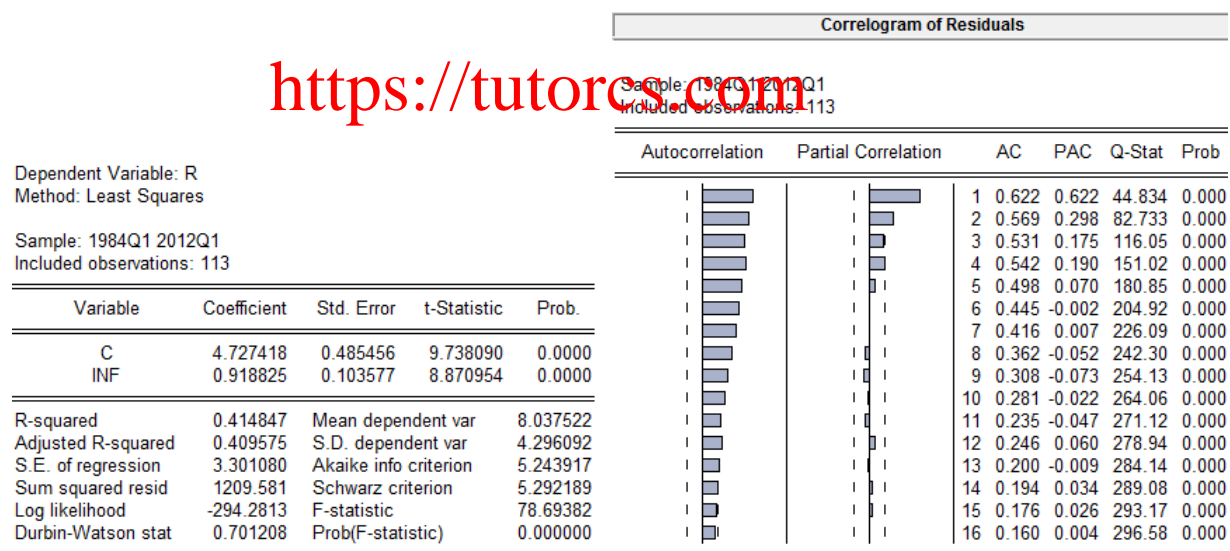 Correlogram of Residuals
https://tutorcs.com
Sample: 1984Q1 2012Q1
Included observations: 113
Autocorrelation Partial Correlation AC PAC Q-Stat Prob
1 0.622 0.622 44.834 0.000
2 0.569 0.298 82.733 0.000
3 0.531 0.175 116.05 0.000
4 0.542 0.190 151.02 0.000
5 0.498 0.070 180.85 0.000
6 0.445 -0.002 204.92 0.000
7 0.416 0.007 226.09 0.000
8 0.362 -0.052 242.30 0.000
9 0.308 -0.073 254.13 0.000
10 0.281 -0.022 264.06 0.000
11 0.235 -0.047 271.12 0.000
12 0.246 0.060 278.94 0.000
13 0.200 -0.009 284.14 0.000
14 0.194 0.034 289.08 0.000
15 0.176 0.026 293.17 0.000
16 0.160 0.004 296.58 0.000
Dependent Variable: R
Method: Least Squares
Sample: 1984Q1 2012Q1
Included observations: 113
Variable Coefficient Std. Error t-Statistic Prob.
C 4.727418 0.485456 9.738090 0.0000
INF 0.918825 0.103577 8.870954 0.0000
R-squared 0.414847 Mean dependent var 8.037522
Adjusted R-squared 0.409575 S.D. dependent var 4.296092
S.E. of regression 3.301080 Akaike info criterion 5.243917
Sum squared resid 1209.581 Schwarz criterion 5.292189
Log likelihood -294.2813 F-statistic 78.69382
Durbin-Watson stat 0.701208 Prob(F-statistic) 0.000000